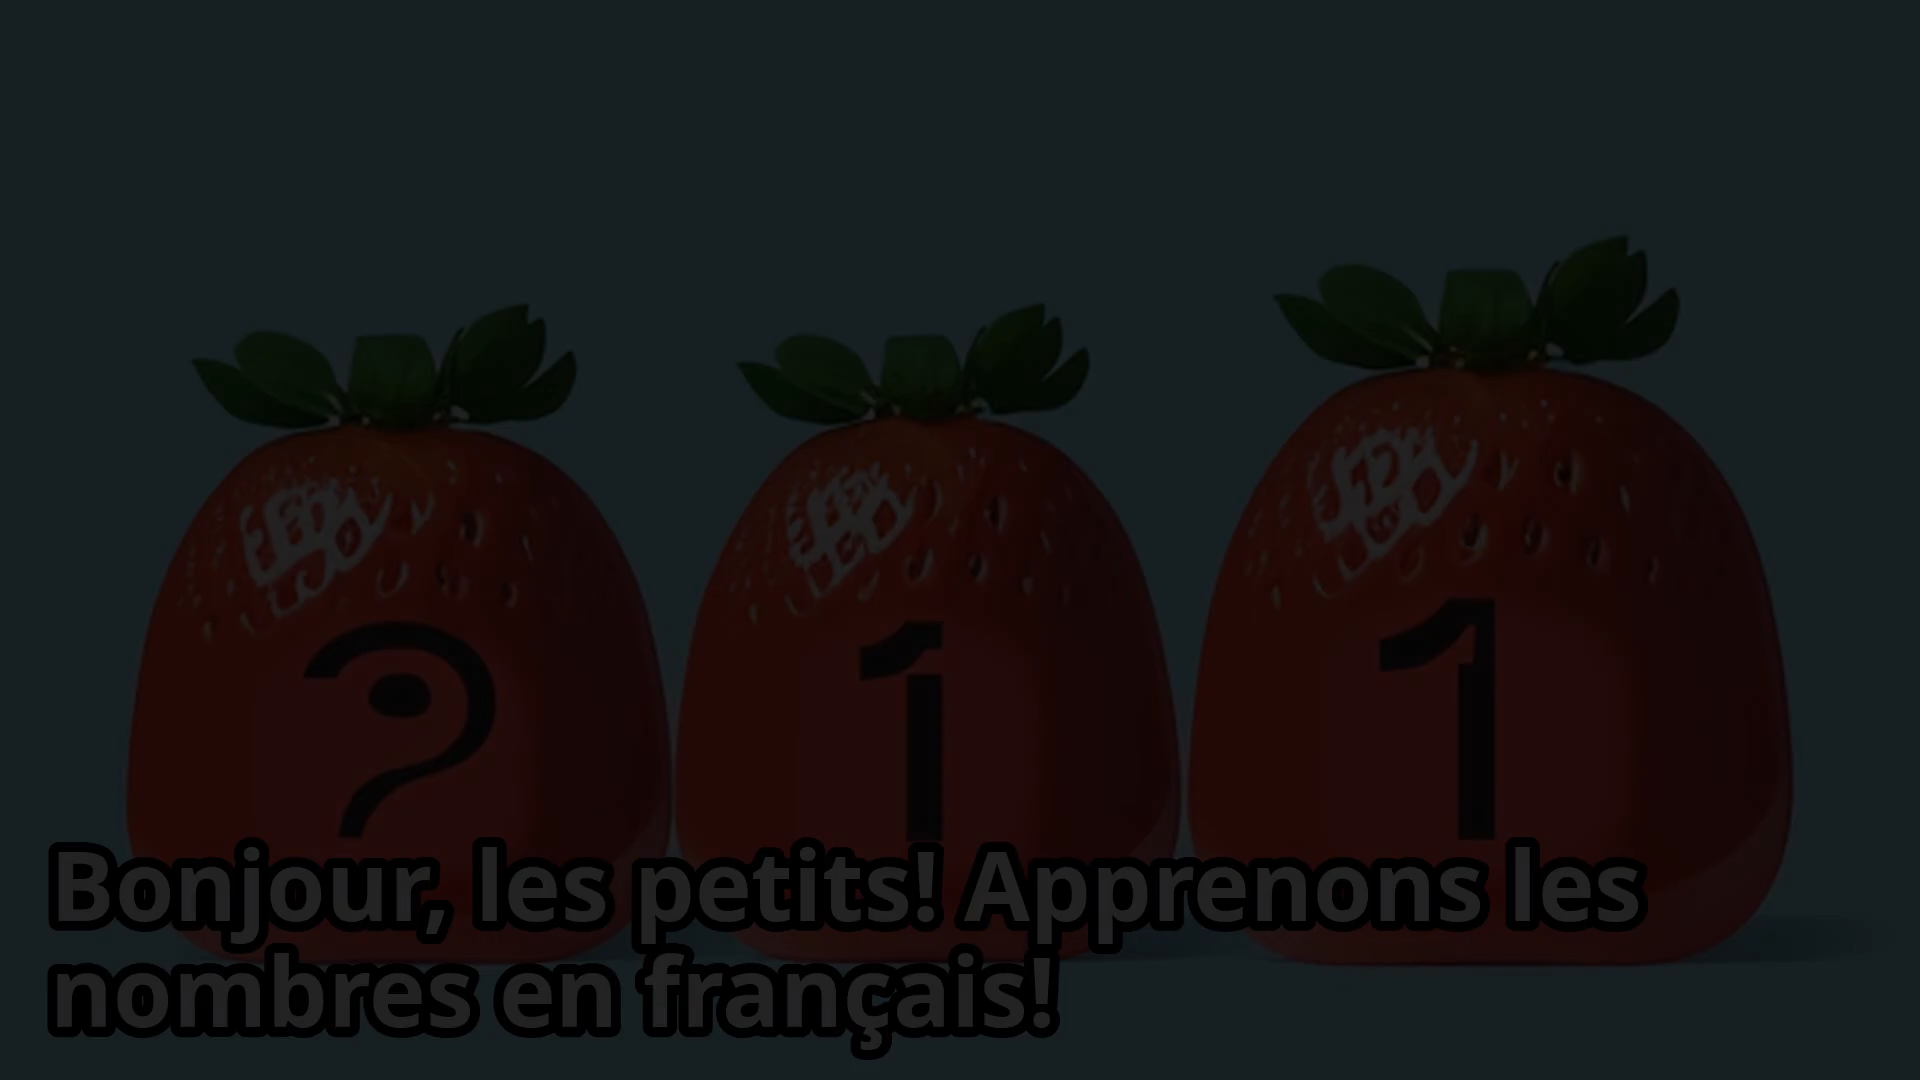 ? 1 1
Bonjour, les petits! Apprenons les
nombres en français!